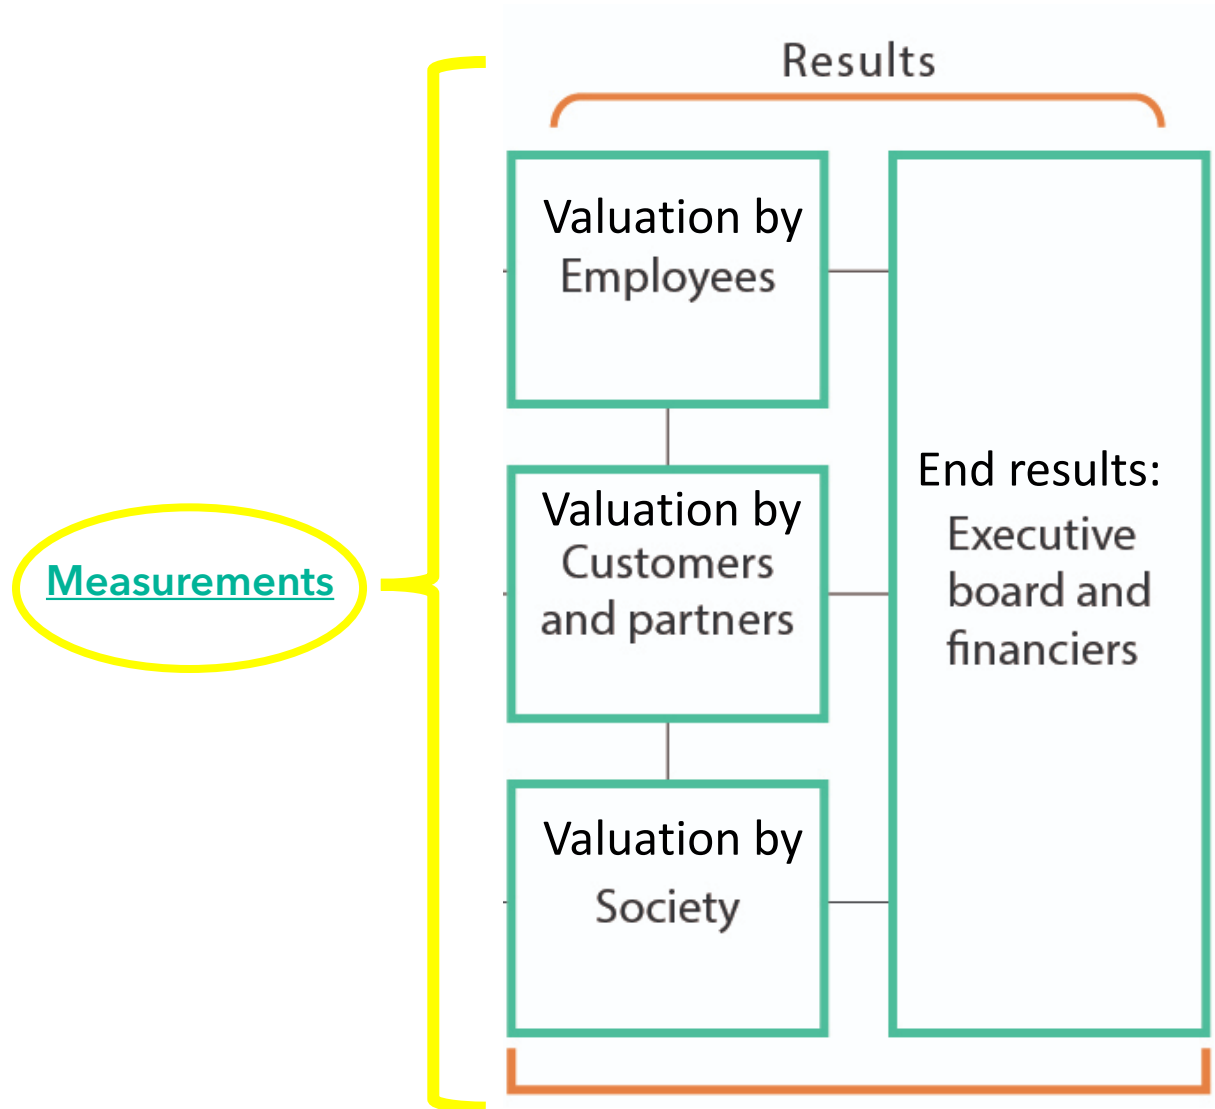 Results
Valuation by
Employees
Valuation by
Customers
and partners
Valuation by
Society
End results:
Executive
board and
financiers
Measurements